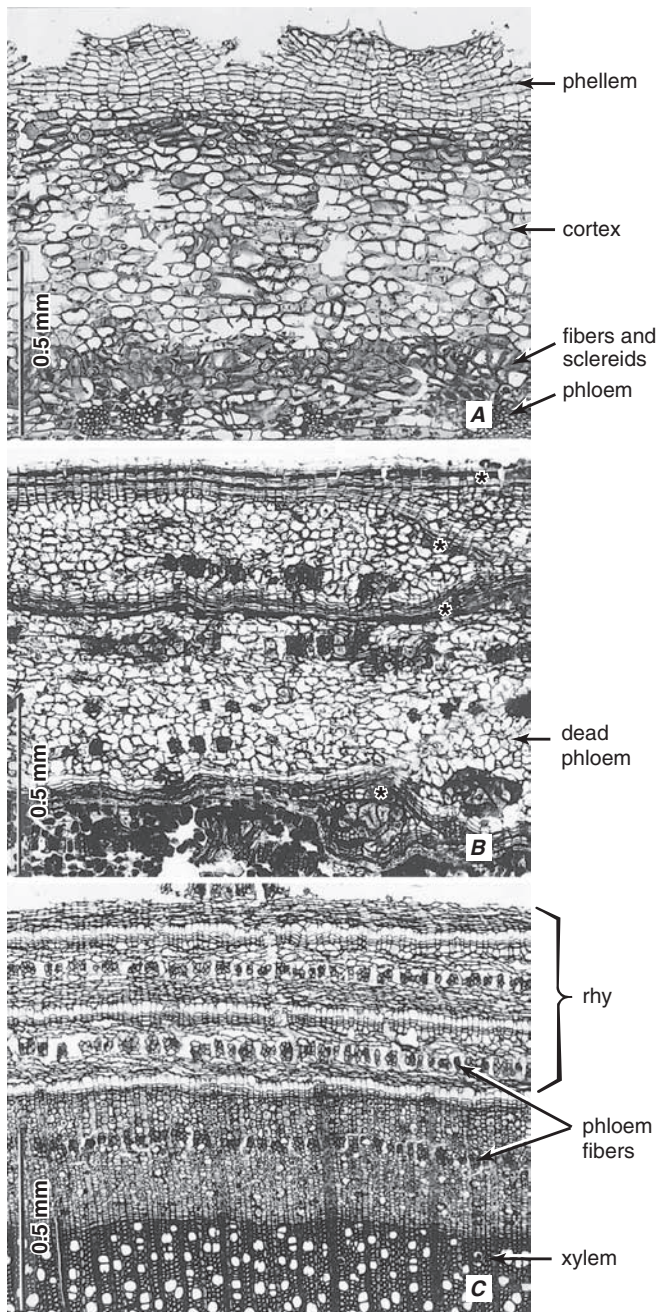 phellem
cortex
0.5 mm
fibers and
sclereids
phloem
A
*
*
*
dead
phloem
0.5 mm
*
B
rhy
phloem
fibers
0.5 mm
xylem
C